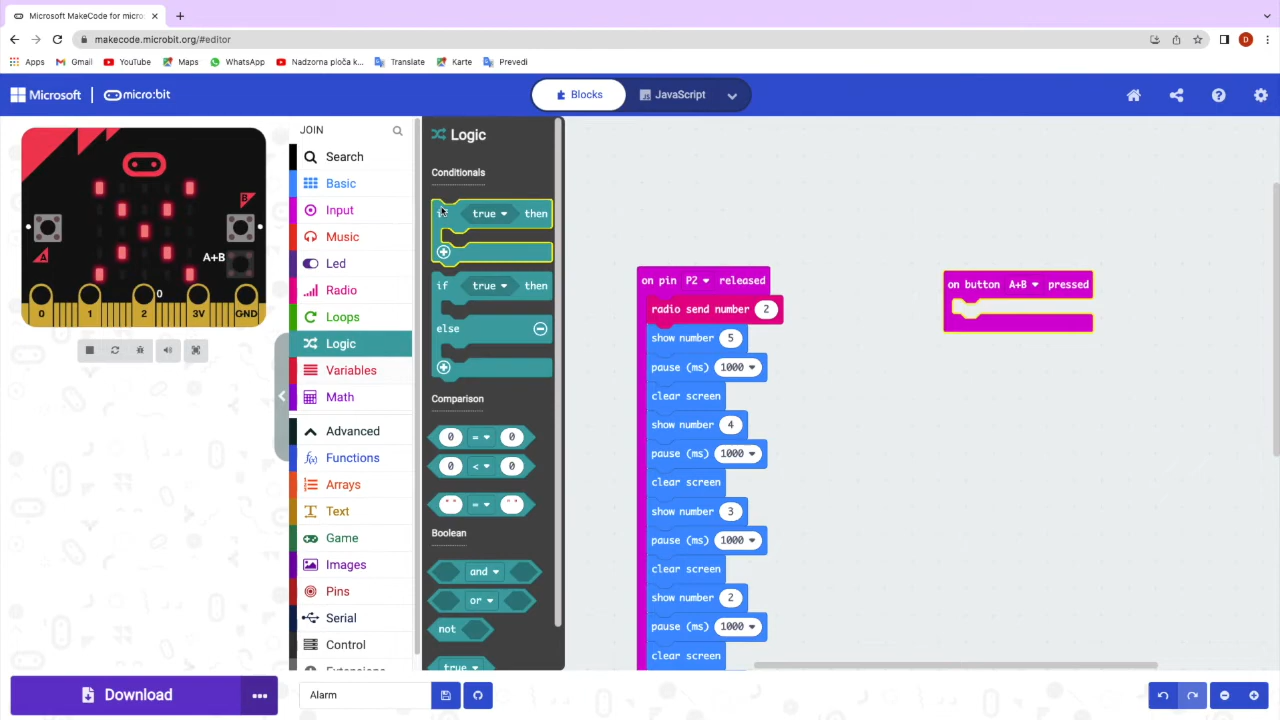 Microsoft MakeCode for micro:
makecode.microbit.org/#editor
D
Apps
Gmail
YouTube
Maps
WhatsApp
Nadzorna ploča k...
Translate
Karte
Prevedi
Microsoft
micro:bit
Blocks
JavaScript
JS
B
A
A+B
0
0
1
2
3V
GND
JOIN
Search
Basic
Input
Music
Led
Radio
Loops
Logic
Variables
Math
Advanced
Functions
Arrays
Text
Game
Images
Pins
Serial
Control
Extensions
Logic
Conditionals
if true then
if true then
else
Comparison
0 = 0
0 < 0
" " = " "
Boolean
and
or
not
true
on pin P2 released
radio send number 2
show number 5
pause (ms) 1000
clear screen
show number 4
pause (ms) 1000
clear screen
show number 3
pause (ms) 1000
clear screen
show number 2
pause (ms) 1000
clear screen
on button A+B pressed
Download
Alarm